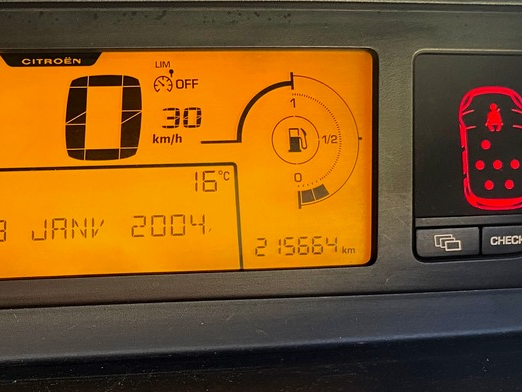 CITROËN
LIM
OFF
0
30
km/h
1
1/2
0
16°C
JANV 2004
215664 km
CHECK